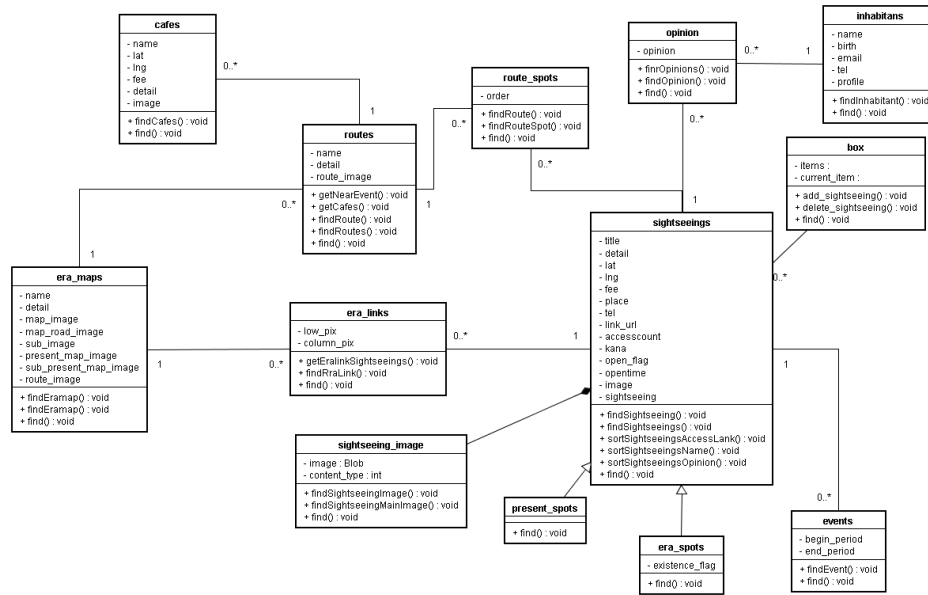 cafes
- name
- lat
- lng
- fee
- detail
- image
+ findCafes() : void
+ find() : void
0..*
1
routes
- name
- detail
- route_image
+ getNearEvent() : void
+ getCafes() : void
+ findRoute() : void
+ findRoutes() : void
+ find() : void
0..*
1
1
0..*
route_spots
- order
+ findRoute() : void
+ findRouteSpot() : void
+ find() : void
0..*
opinion
- opinion
+ finrOpinions() : void
+ findOpinion() : void
+ find() : void
0..*
1
0..*
1
inhabitans
- name
- birth
- email
- tel
- profile
+ findInhabitant() : void
+ find() : void
box
- items :
- current_item :
+ add_sightseeing() : void
+ delete_sightseeing() : void
+ find() : void
0..*
sightseeings
- title
- detail
- lat
- lng
- fee
- place
- tel
- link_url
- accesscount
- kana
- open_flag
- opentime
- image
- sightseeing
+ findSightseeing() : void
+ findSightseeings() : void
+ sortSightseeingsAccessLank() : void
+ sortSightseeingsName() : void
+ sortSightseeingsOpinion() : void
+ find() : void
era_maps
- name
- detail
- map_image
- map_road_image
- sub_image
- present_map_image
- sub_present_map_image
- route_image
+ findEramap() : void
+ findEramap() : void
+ find() : void
1
0..*
era_links
- low_pix
- column_pix
+ getEralinkSightseeings() : void
+ findRraLink() : void
+ find() : void
0..*
1
1
0..*
sightseeing_image
- image : Blob
- content_type : int
+ findSightseeingImage() : void
+ findSightseeingMainImage() : void
+ find() : void
present_spots
+ find() : void
era_spots
- existence_flag
+ find() : void
events
- begin_period
- end_period
+ findEvent() : void
+ find() : void